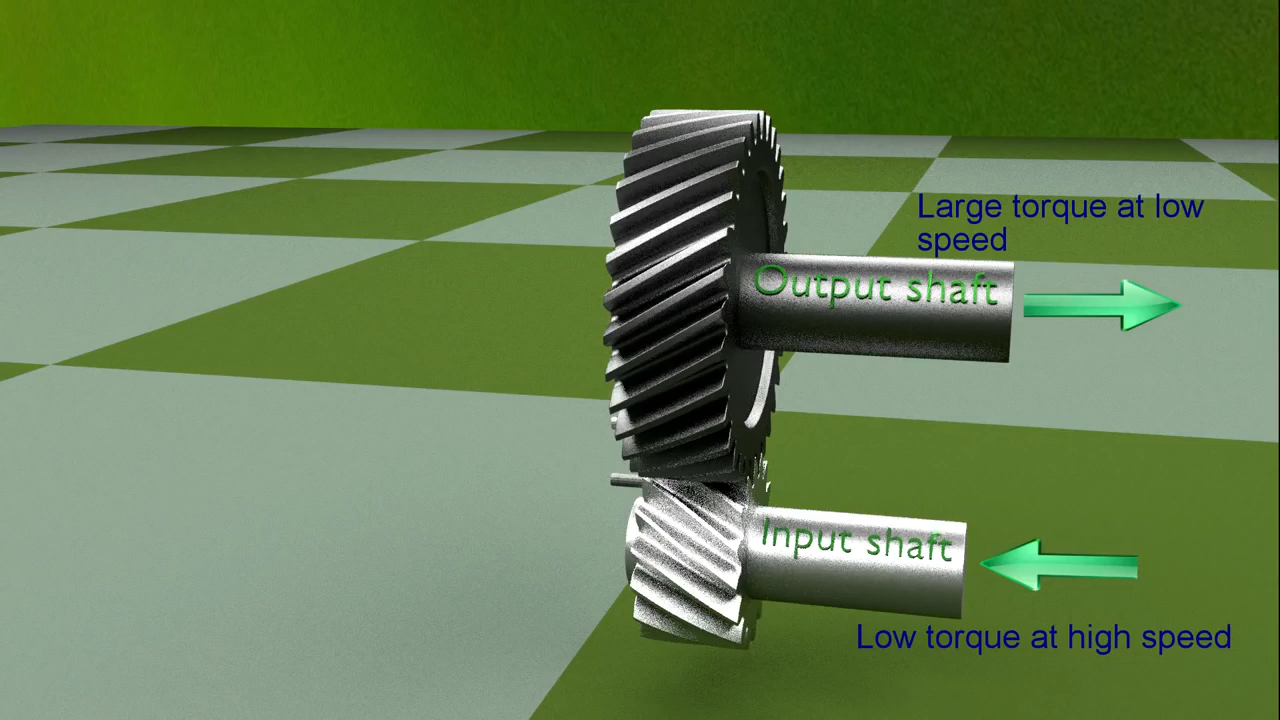 Large torque at low
speed
Output shaft
Input shaft
Low torque at high speed